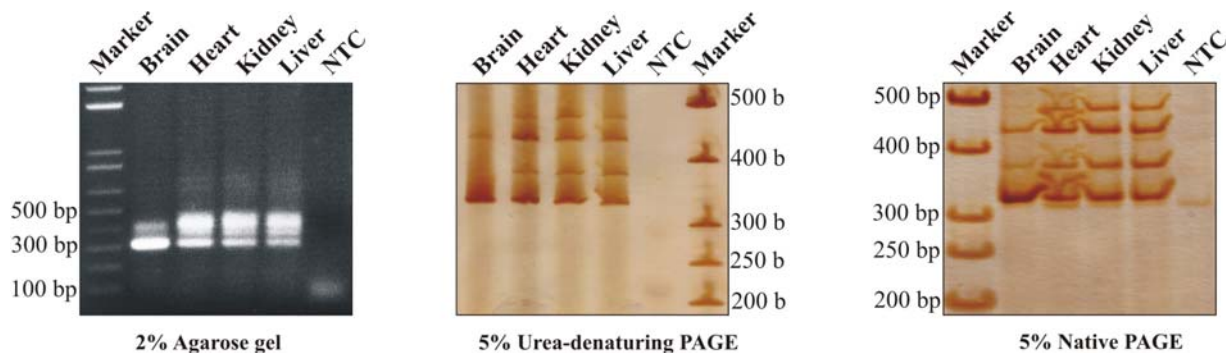 Marker
Brain
Heart
Kidney
Liver
NTC
500 bp
300 bp
100 bp
2% Agarose gel
Brain
Heart
Kidney
Liver
NTC
Marker
500 b
400 b
300 b
250 b
200 b
5% Urea-denaturing PAGE
Marker
Brain
Heart
Kidney
Liver
NTC
500 bp
400 bp
300 bp
250 bp
200 bp
5% Native PAGE